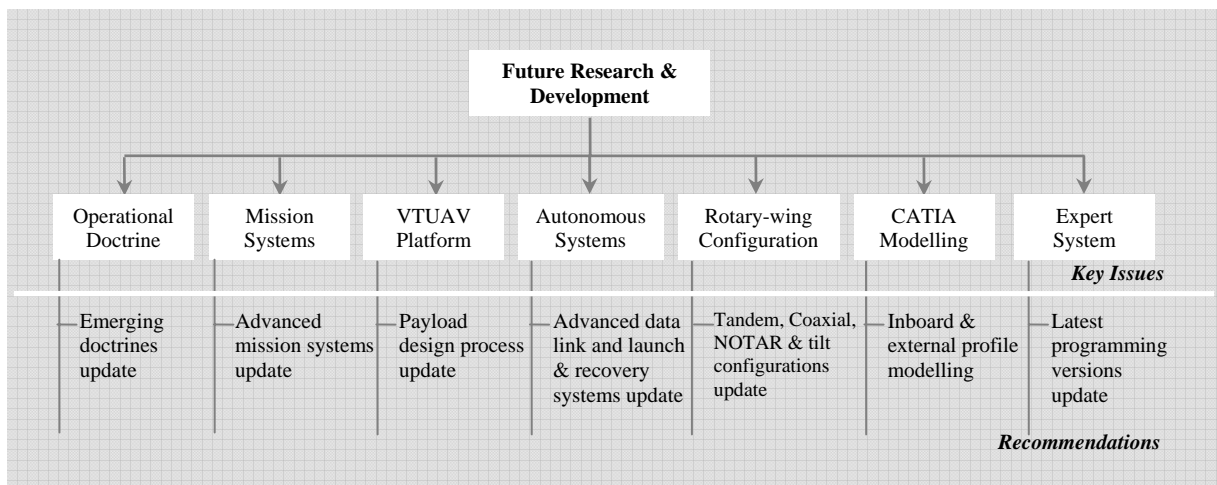 Future Research &
Development
Operational
Doctrine
Mission
Systems
VTUAV
Platform
Autonomous
Systems
Rotary-wing
Configuration
CATIA
Modelling
Expert
System
Key Issues
Emerging
doctrines
update
Advanced
mission systems
update
Payload
design process
update
Advanced data
link and launch
& recovery
systems update
Tandem, Coaxial,
NOTAR & tilt
configurations
update
Inboard &
external profile
modelling
Latest
programming
versions
update
Recommendations